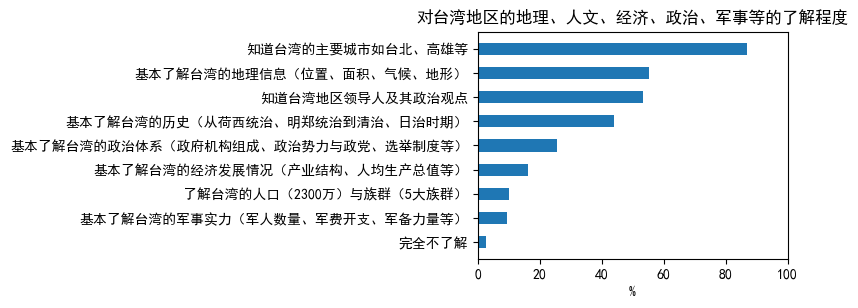 对台湾地区的地理、人文、经济、政治、军事等的了解程度
知道台湾的主要城市如台北、高雄等
基本了解台湾的地理信息（位置、面积、气候、地形）
知道台湾地区领导人及其政治观点
基本了解台湾的历史（从荷西统治、明郑统治到清治、日治时期）
基本了解台湾的政治体系（政府机构组成、政治势力与政党、选举制度等）
基本了解台湾的经济发展情况（产业结构、人均生产总值等）
了解台湾的人口（2300万）与族群（5大族群）
基本了解台湾的军事实力（军人数量、军费开支、军备力量等）
完全不了解
0 20 40 60 80 100
%